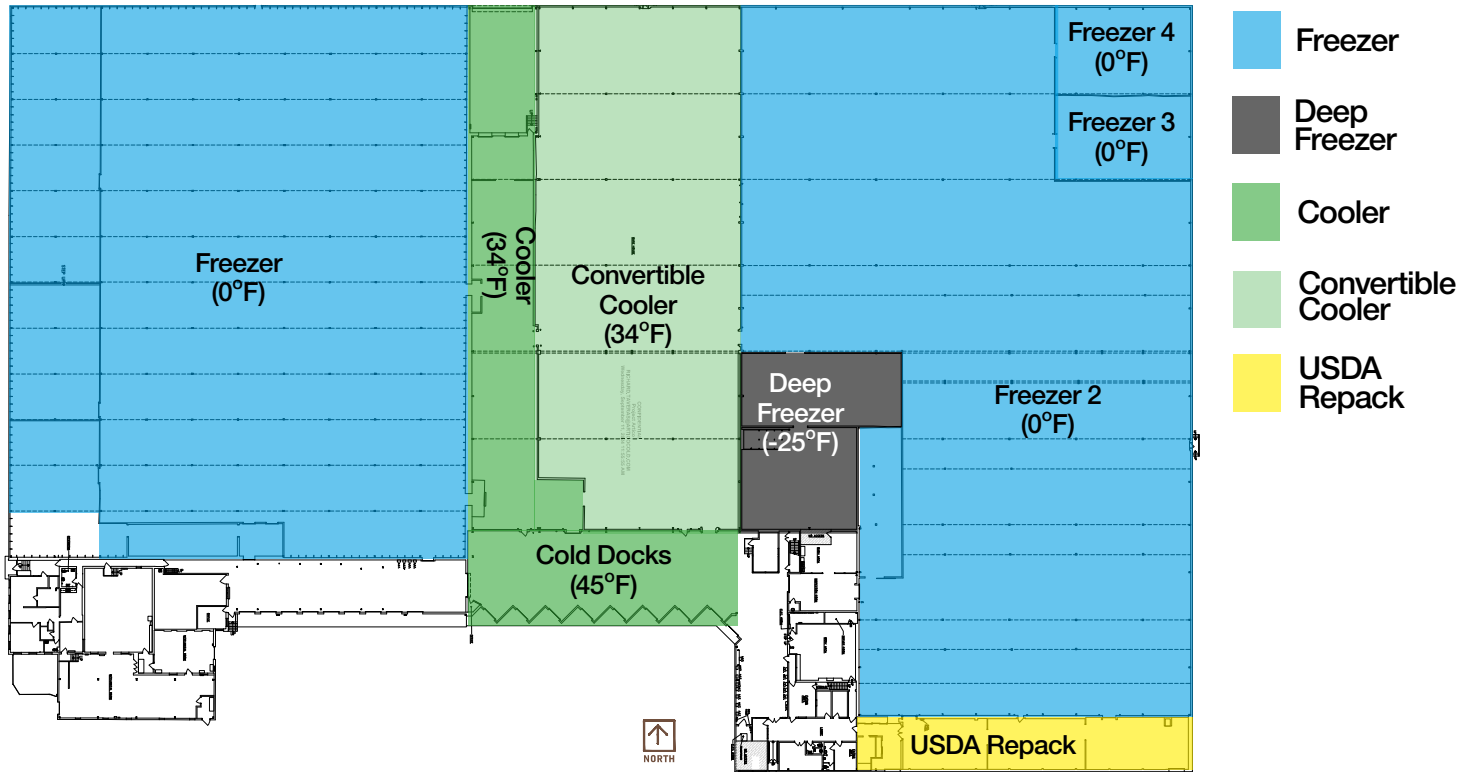 Freezer 4
(0°F)
Freezer 3
(0°F)
Freezer
(0°F)
Cooler
(34°F)
Convertible
Cooler
(34°F)
Deep
Freezer
(-25°F)
Freezer 2
(0°F)
Cold Docks
(45°F)
USDA Repack
NORTH
Freezer
Deep
Freezer
Cooler
Convertible
Cooler
USDA
Repack